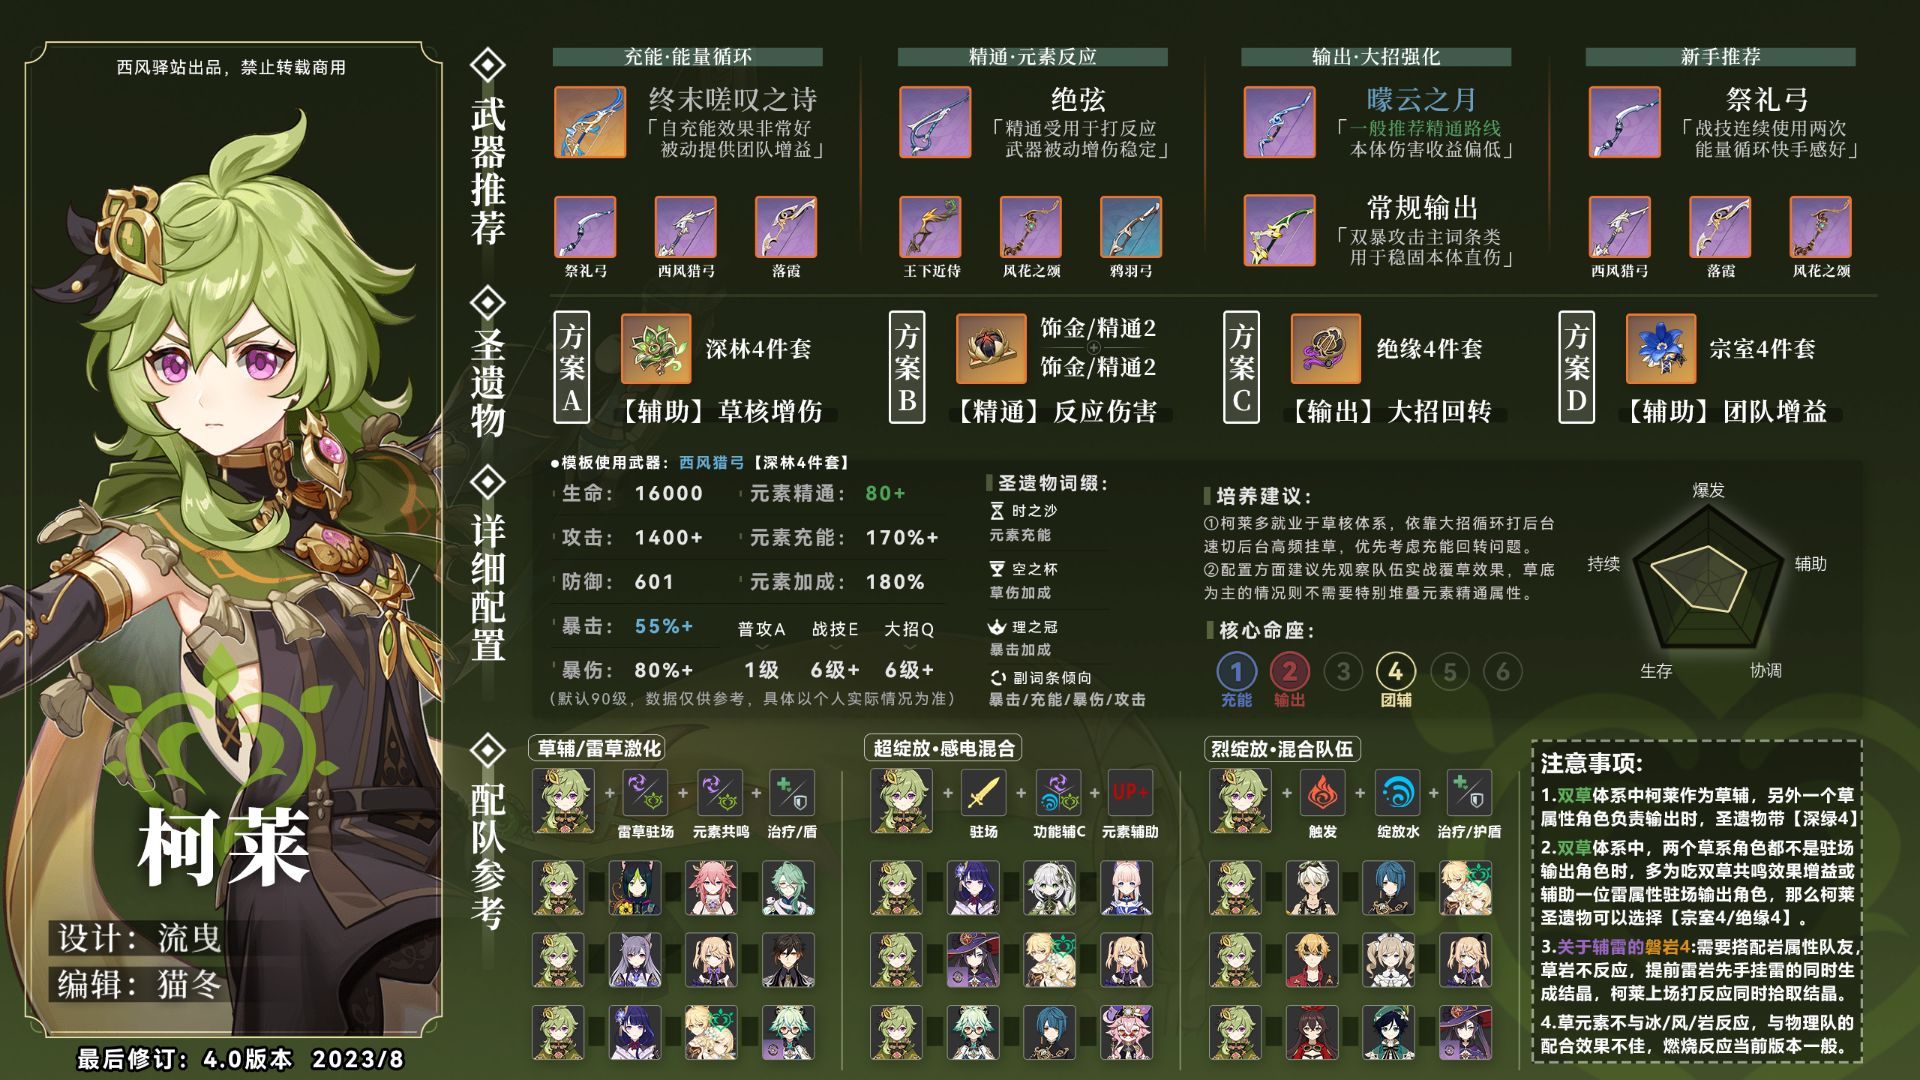 西风驿站出品，禁止转载商用
柯莱
设计：流曳
编辑：猫冬
最后修订：4.0版本 2023/8
武器推荐
充能·能量循环
终末嗟叹之诗
「自充能效果非常好
被动提供团队增益」
祭礼弓
西风猎弓
落霞
精通·元素反应
绝弦
「精通受用于打反应
武器被动增伤稳定」
王下近侍
风花之颂
鸦羽弓
输出·大招强化
曚云之月
「一般推荐精通路线
本体伤害收益偏低」
常规输出
「双暴攻击主词条类
用于稳固本体直伤」
新手推荐
祭礼弓
「战技连续使用两次
能量循环快手感好」
西风猎弓
落霞
风花之颂
圣遗物
方案A
深林4件套
【辅助】草核增伤
方案B
饰金/精通2
饰金/精通2
【精通】反应伤害
方案C
绝缘4件套
【输出】大招回转
方案D
宗室4件套
【辅助】团队增益
详细配置
●模板使用武器：西风猎弓【深林4件套】
生命： 16000
元素精通： 80+
攻击： 1400+
元素充能： 170%+
防御： 601
元素加成： 180%
暴击： 55%+
普攻A 战技E 大招Q
暴伤： 80%+
1级 6级+ 6级+
（默认90级，数据仅供参考，具体以个人实际情况为准）
圣遗物词缀：
时之沙
元素充能
空之杯
草伤加成
理之冠
暴击加成
副词条倾向
暴击/充能/暴伤/攻击
培养建议：
①柯莱多就业于草核体系，依靠大招循环打后台
速切后台高频挂草，优先考虑充能回转问题。
②配置方面建议先观察队伍实战覆草效果，草底
为主的情况则不需要特别堆叠元素精通属性。
核心命座：
1 2 3 4 5 6
充能 输出 团辅
爆发
辅助
协调
生存
持续
配队参考
草辅/雷草激化
雷草驻场
元素共鸣
治疗/盾
超绽放·感电混合
UP+
驻场
功能辅C
元素辅助
烈绽放·混合队伍
触发
绽放水
治疗/护盾
注意事项：
1.双草体系中柯莱作为草辅，另外一个草
属性角色负责输出时，圣遗物带【深绿4】
2.双草体系中，两个草系角色都不是驻场
输出角色时，多为吃双草共鸣效果增益或
辅助一位雷属性驻场输出角色，那么柯莱
圣遗物可以选择【宗室4/绝缘4】。
3.关于辅雷的磐岩4:需要搭配岩属性队友，
草岩不反应，提前雷岩先手挂雷的同时生
成结晶，柯莱上场打反应同时拾取结晶。
4.草元素不与冰/风/岩反应，与物理队的
配合效果不佳，燃烧反应当前版本一般。